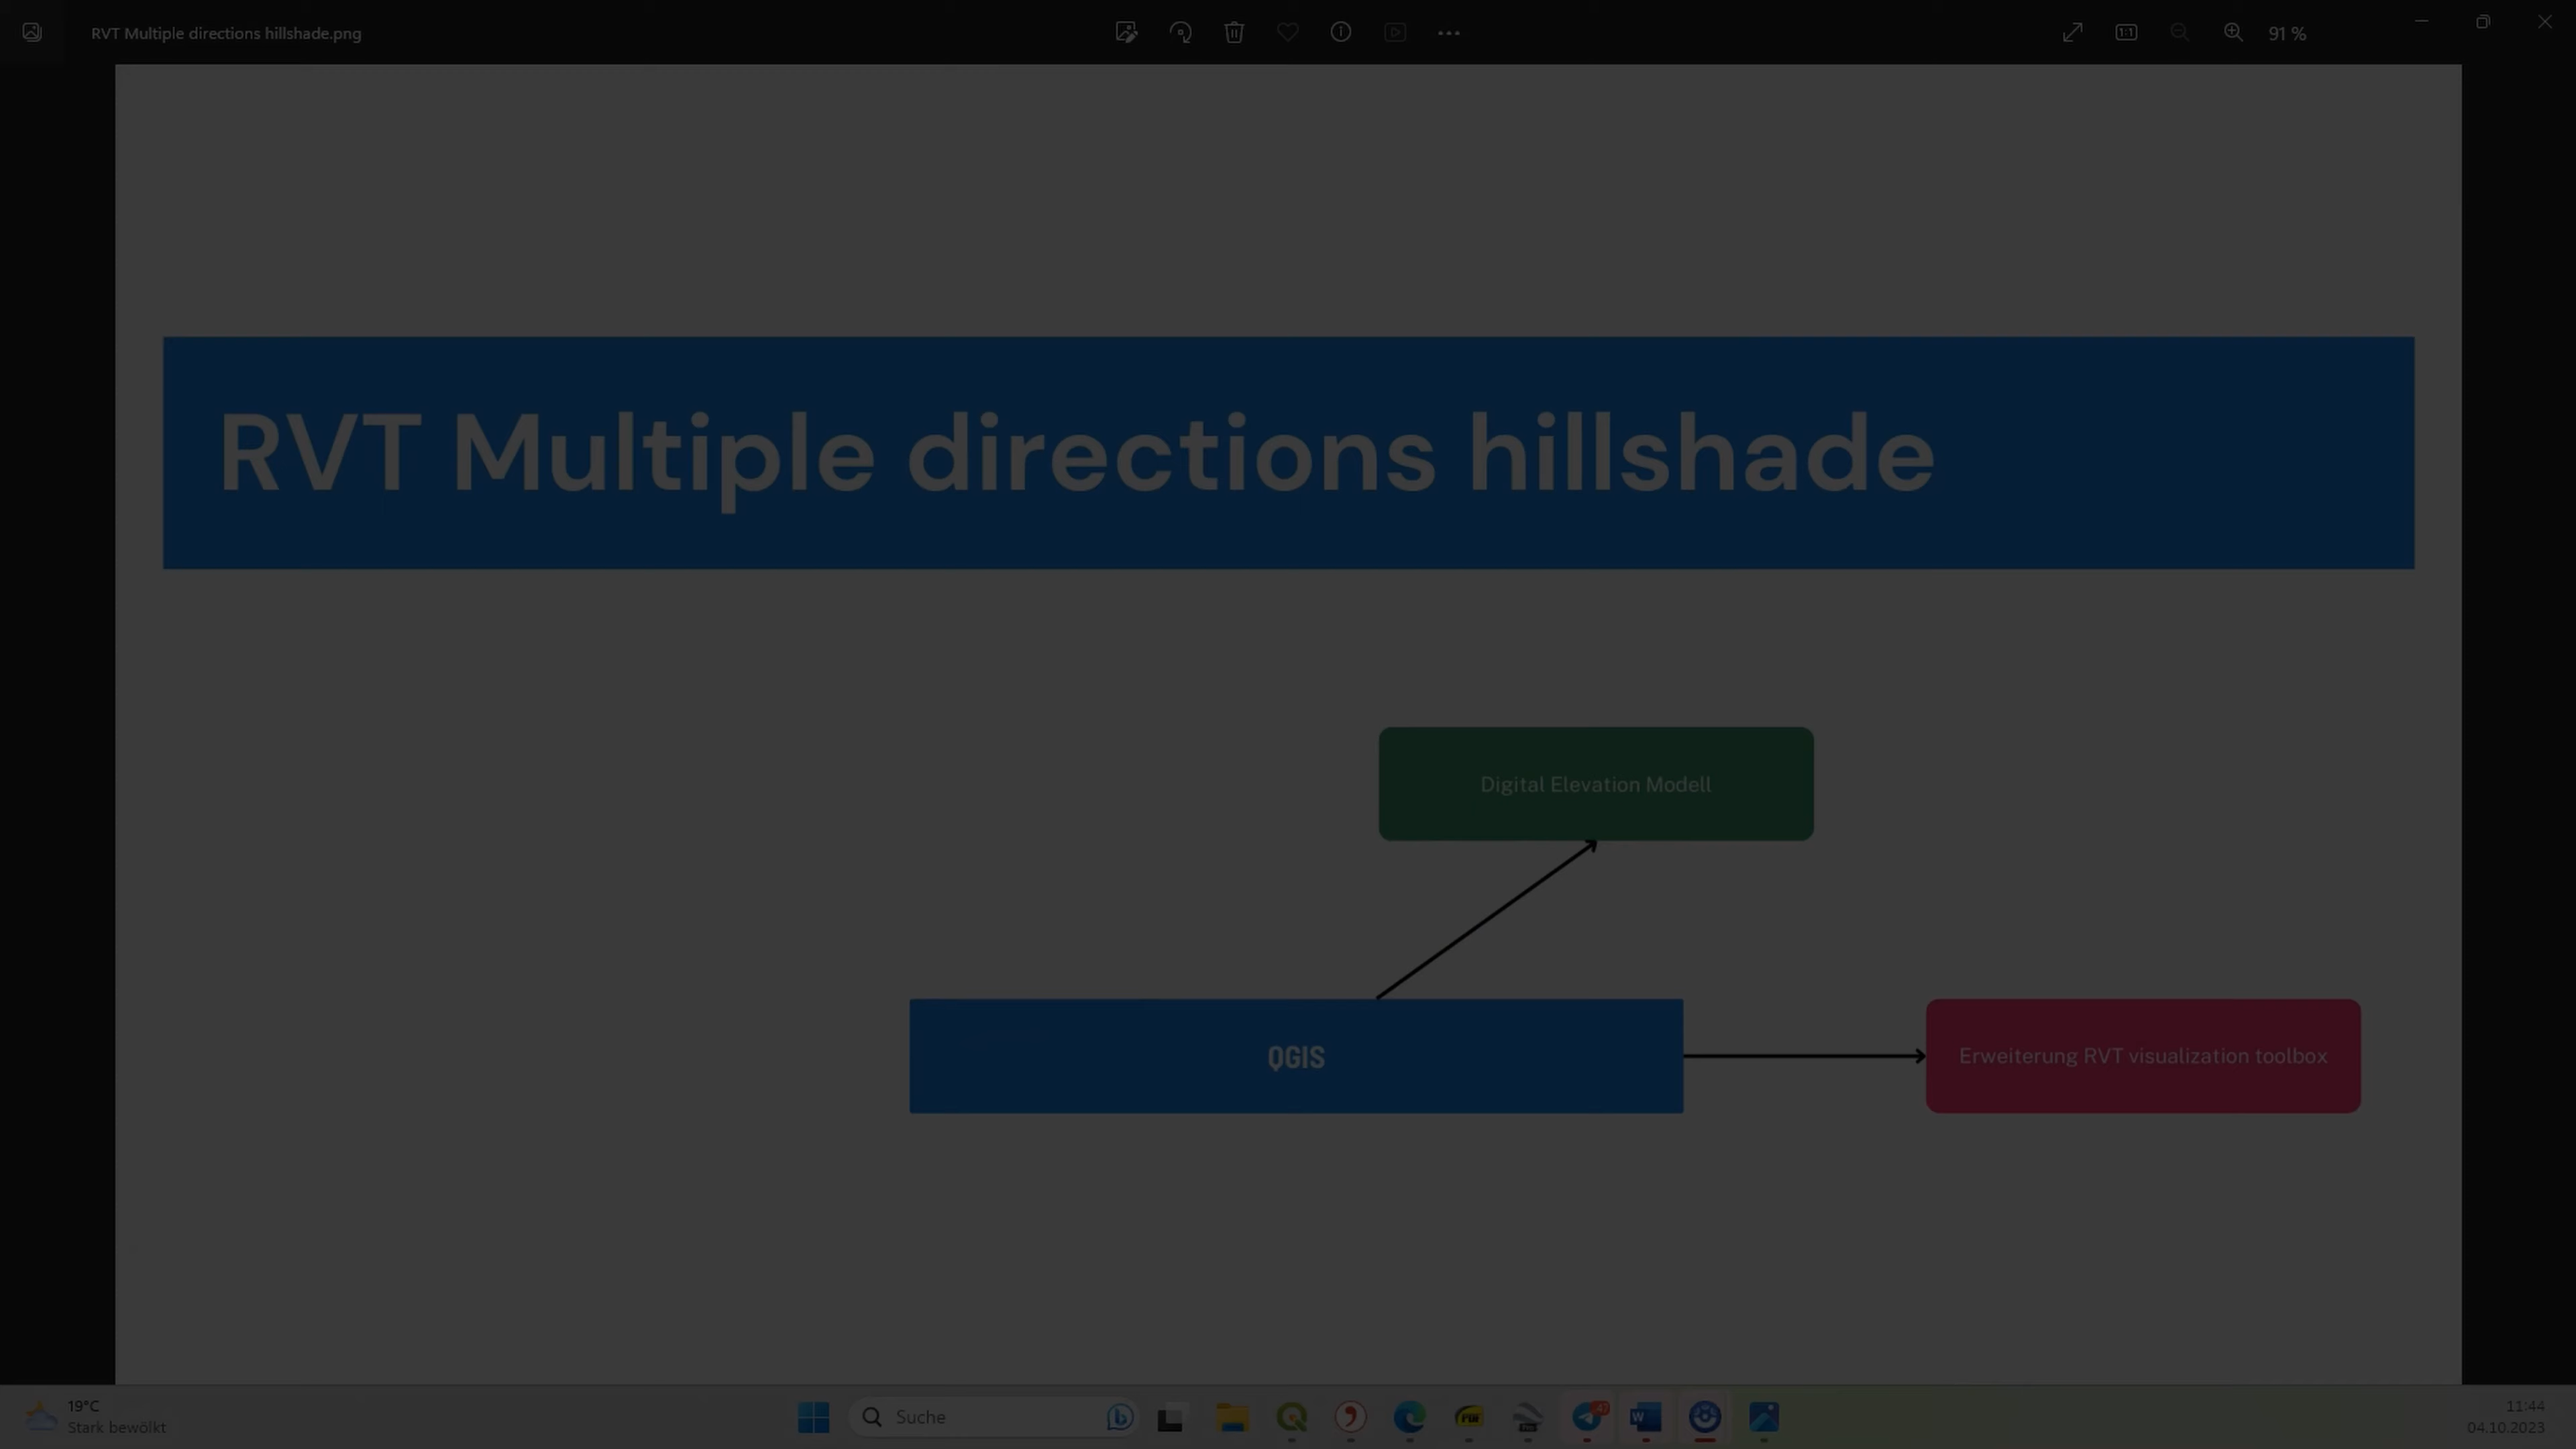 RVT Multiple directions hillshade.png
91 %
RVT Multiple directions hillshade
Digital Elevation Modell
QGIS
Erweiterung RVT visualization toolbox
19°C
Stark bewölkt
Suche
11:44
04.10.2023